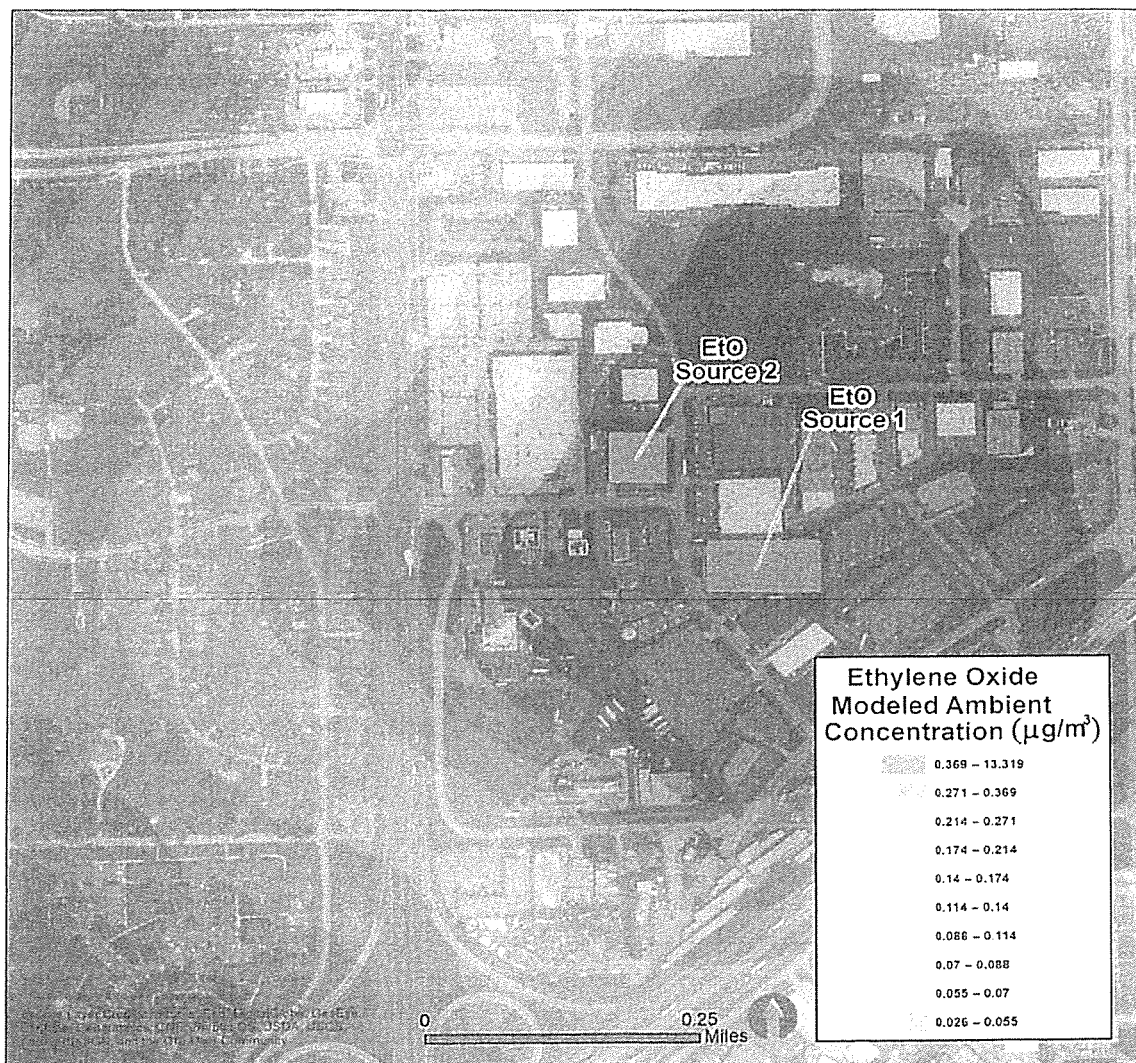 EtO
Source 2
EtO
Source 1
Ethylene Oxide
Modeled Ambient
Concentration (µg/m³)
0.369 – 13.319
0.271 – 0.369
0.214 – 0.271
0.174 – 0.214
0.14 – 0.174
0.114 – 0.14
0.086 – 0.114
0.07 – 0.088
0.055 – 0.07
0.026 – 0.055
0 0.25
Miles